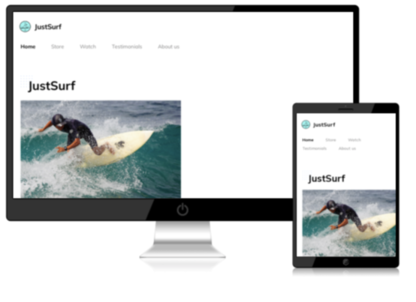 JustSurf
Home Store Watch Testimonials About us
JustSurf
JustSurf
Home Store Watch
Testimonials About us
JustSurf